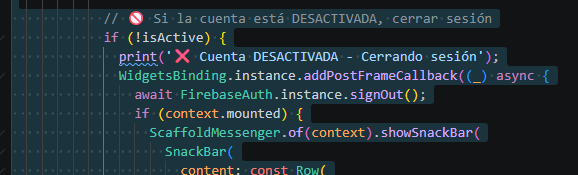 // 🚫 Si la cuenta está DESACTIVADA, cerrar sesión
if (!isActive) {
print('❌ Cuenta DESACTIVADA - Cerrando sesión');
WidgetsBinding.instance.addPostFrameCallback((_) async {
await FirebaseAuth.instance.signOut();
if (context.mounted) {
ScaffoldMessenger.of(context).showSnackBar(
SnackBar(
content: const Row(